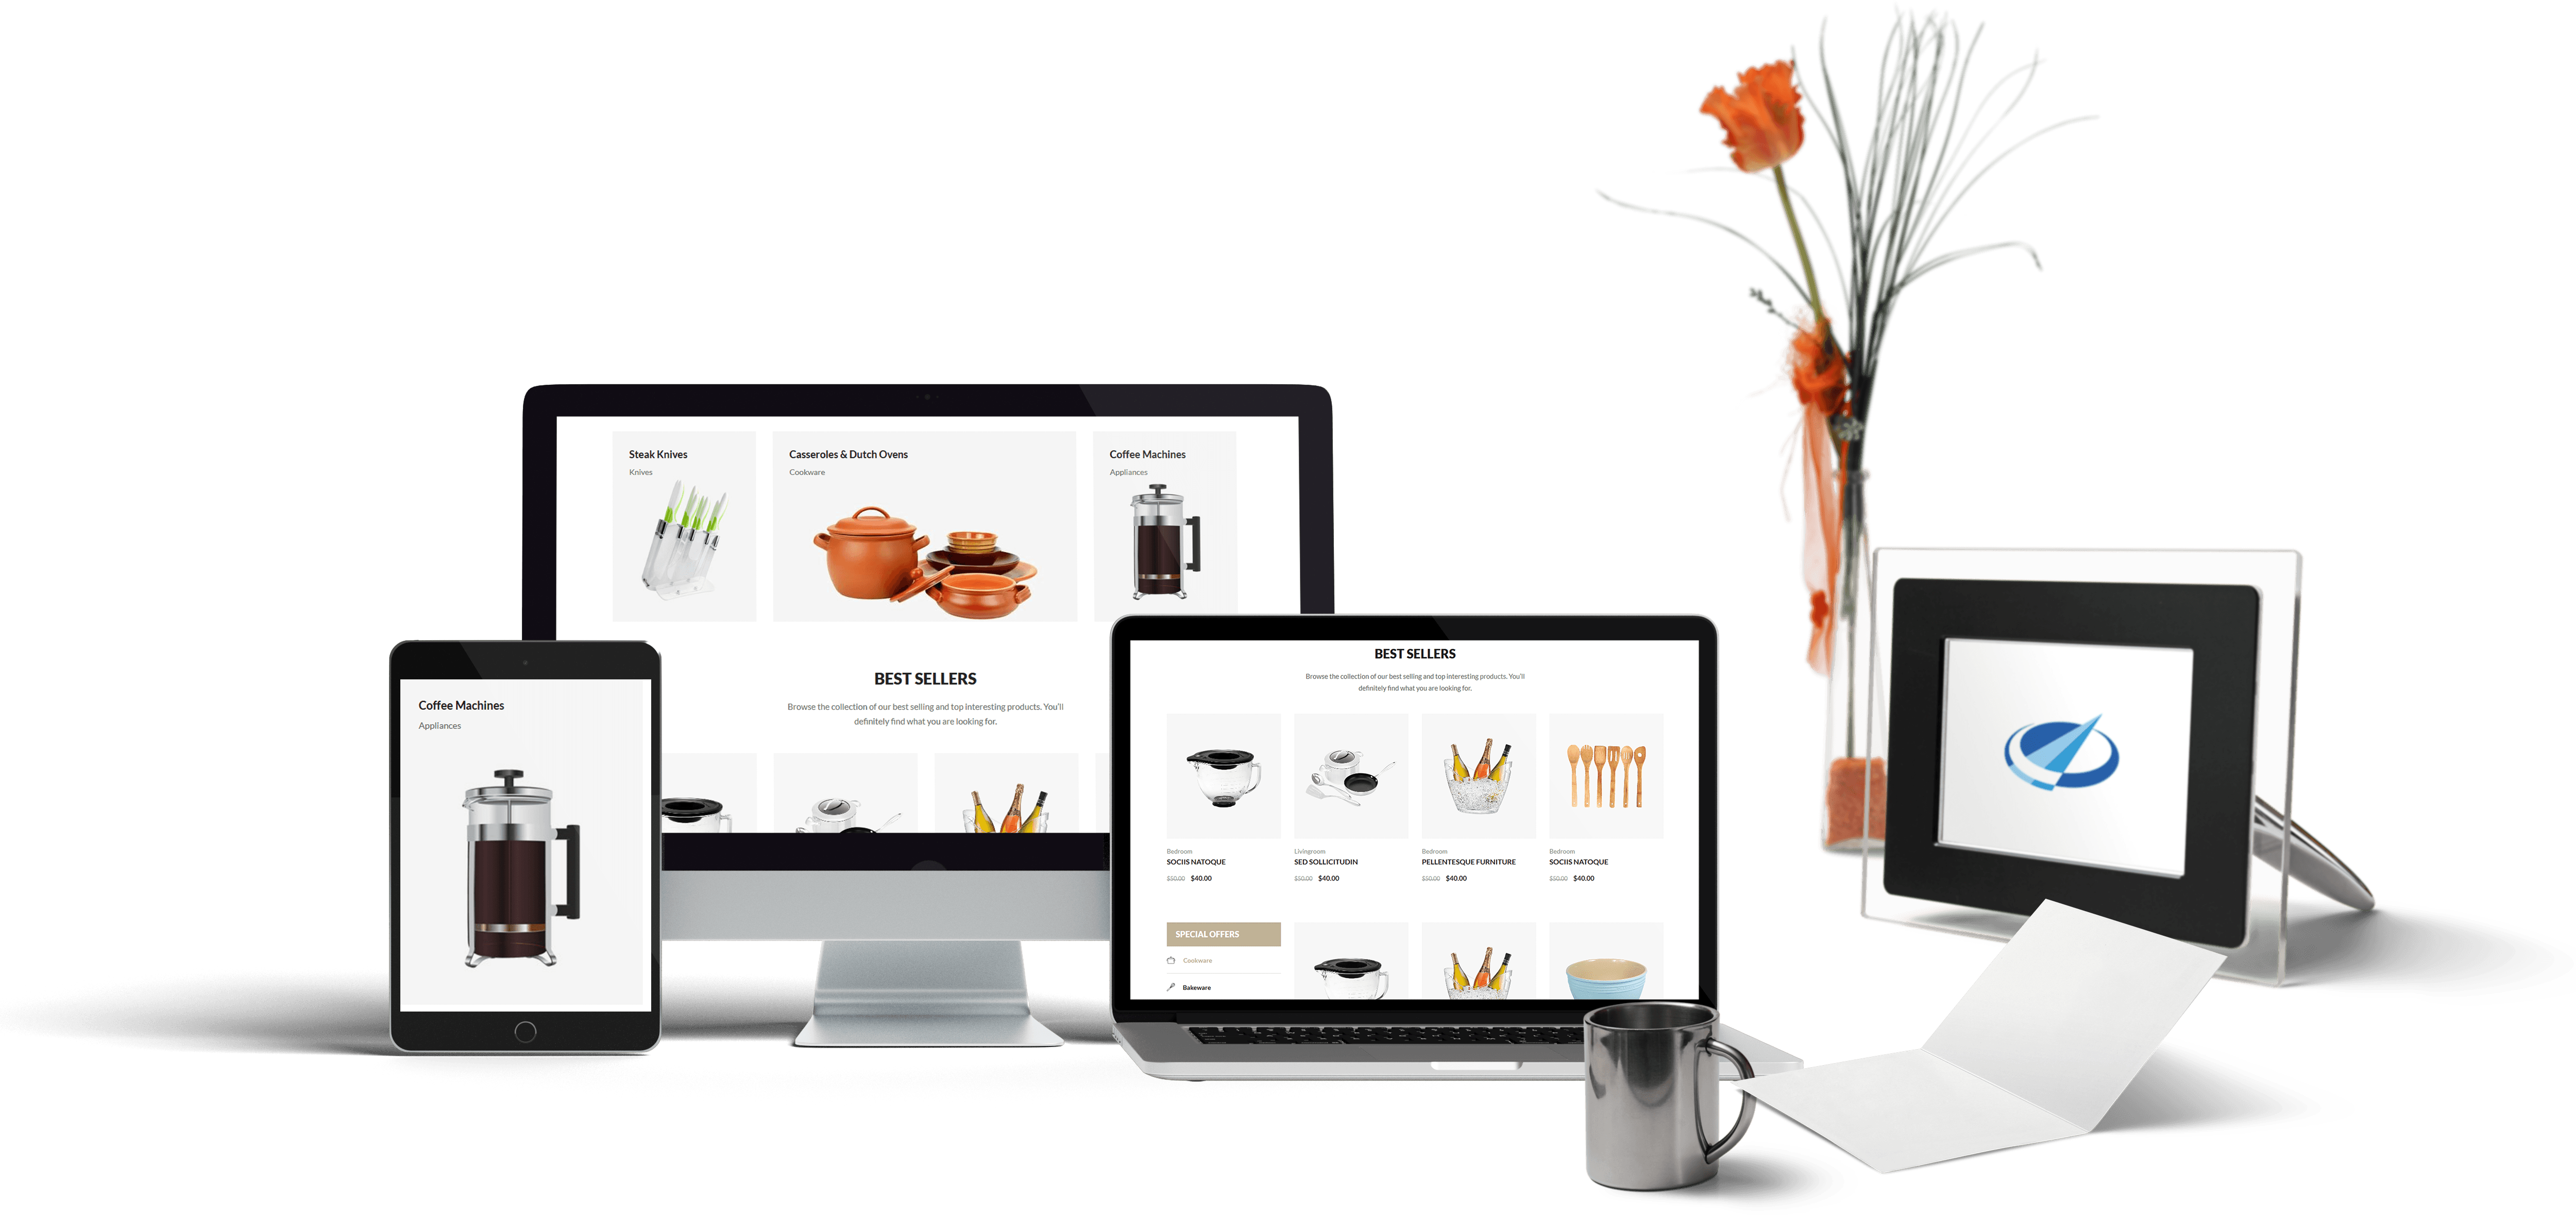 Steak Knives
Knives
Casseroles & Dutch Ovens
Cookware
Coffee Machines
Appliances
BEST SELLERS
Browse the collection of our best selling and top interesting products. You'll
definitely find what you are looking for.
Coffee Machines
Appliances
BEST SELLERS
Browse the collection of our best selling and top interesting products. You'll
definitely find what you are looking for.
Bedroom
SOCIIS NATOQUE
$50.00 $40.00
Livingroom
SED SOLLICITUDIN
$50.00 $40.00
Bedroom
PELLENTESQUE FURNITURE
$50.00 $40.00
Bedroom
SOCIIS NATOQUE
$50.00 $40.00
SPECIAL OFFERS
Cookware
Bakeware